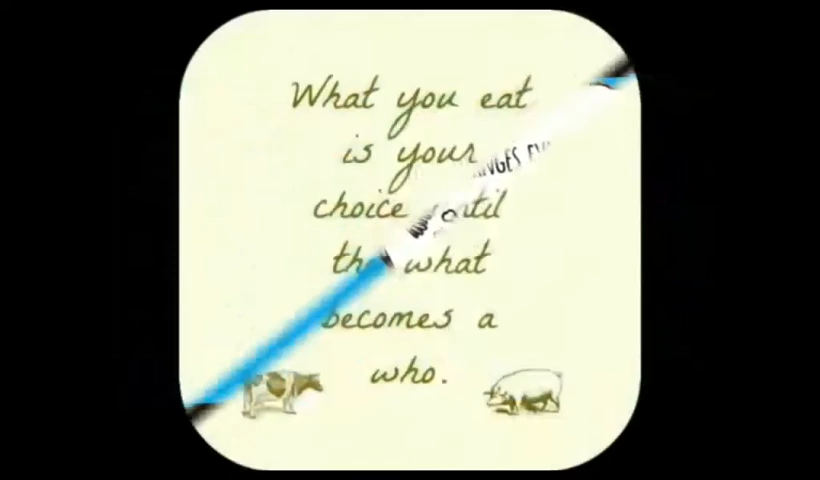 What you eat
is your
choice until
the what
becomes a
who.